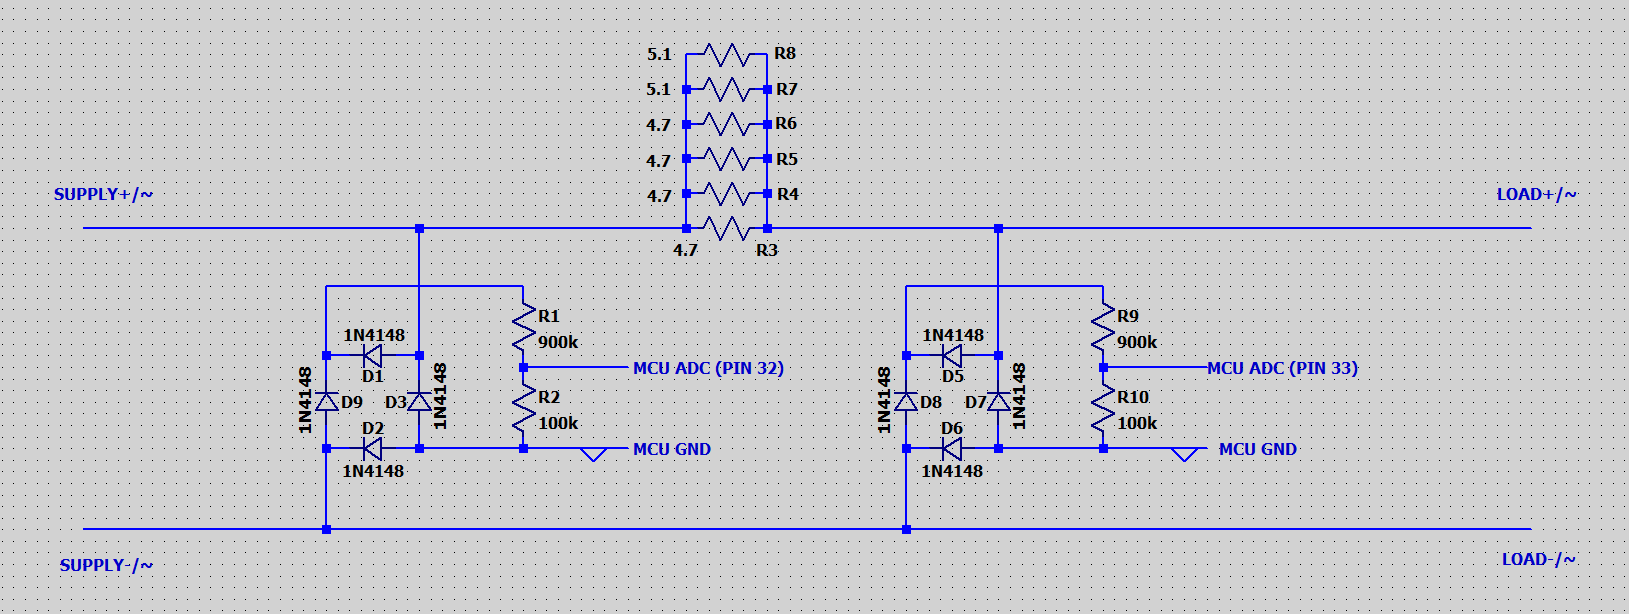 5.1 R8
5.1 R7
4.7 R6
4.7 R5
4.7 R4
4.7 R3
SUPPLY+/~
LOAD+/~
1N4148
D1
1N4148
D9
D3
1N4148
D2
1N4148
R1
900k
MCU ADC (PIN 32)
R2
100k
MCU GND
1N4148
D5
1N4148
D8
D7
1N4148
D6
1N4148
R9
900k
MCU ADC (PIN 33)
R10
100k
MCU GND
SUPPLY-/~
LOAD-/~